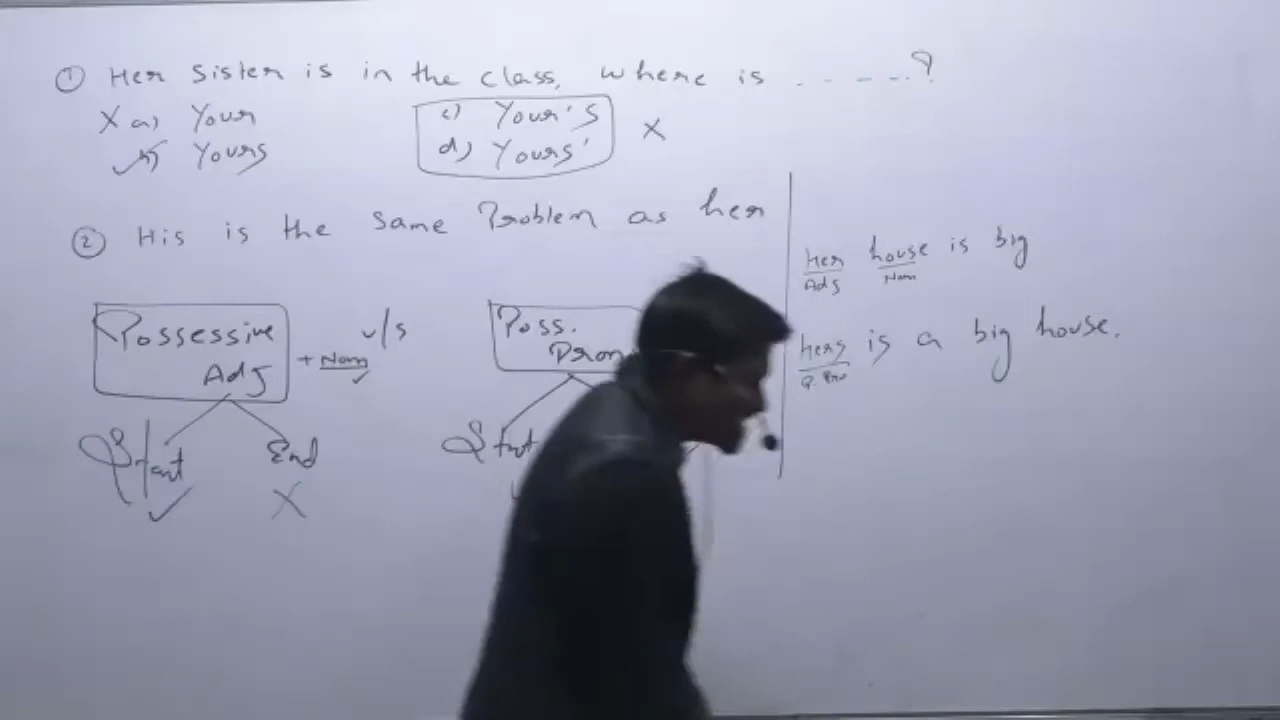 ① Her sister is in the class, where is ......?
X a) Your
✓ b) Yours
c) Your's
d) Yours' X
② His is the same Problem as her
Possessive Adj + Noun
v/s
Poss. Pron
Start ✓
End X
Start
Her house is big
Adj Noun
hers is a big house.
P. Pro